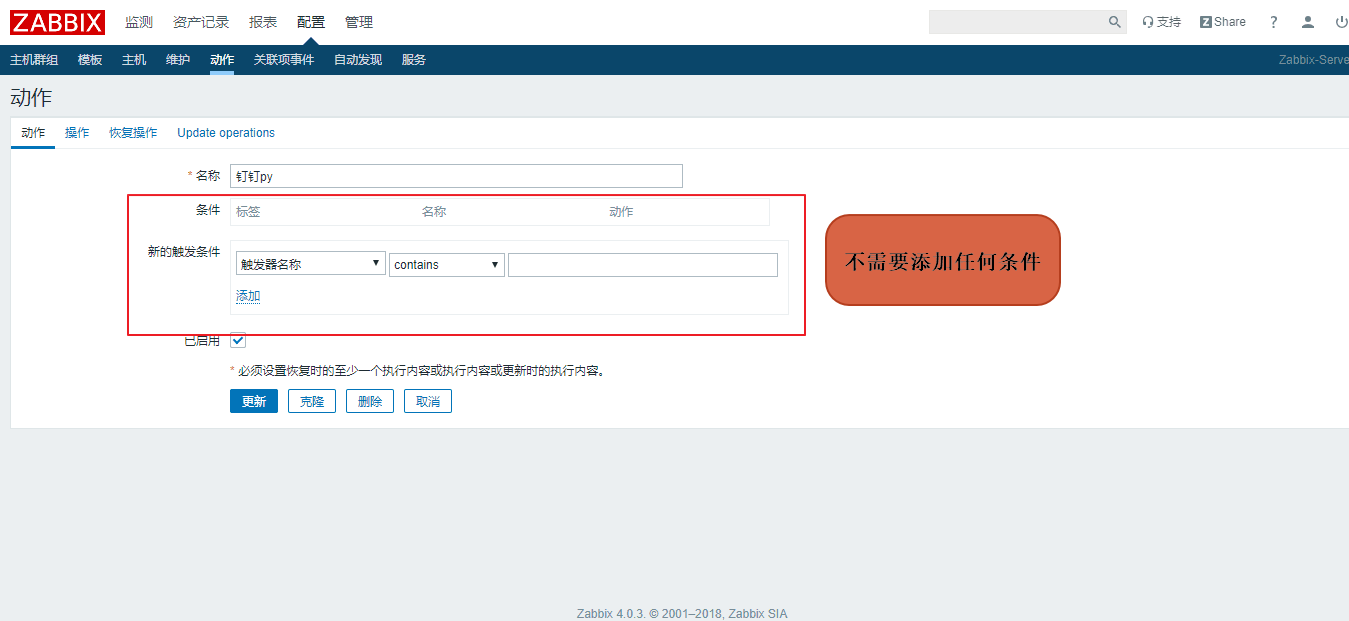 ZABBIX 监测 资产记录 报表 配置 管理 支持 Z Share ?
主机群组 模板 主机 维护 动作 关联项事件 自动发现 服务 Zabbix-Serve
动作
动作 操作 恢复操作 Update operations
* 名称 钉钉py
条件 标签 名称 动作
新的触发条件
触发器名称 contains
不需要添加任何条件
添加
已启用
* 必须设置恢复时的至少一个执行内容或执行内容或更新时的执行内容。
更新 克隆 删除 取消
Zabbix 4.0.3. © 2001–2018, Zabbix SIA